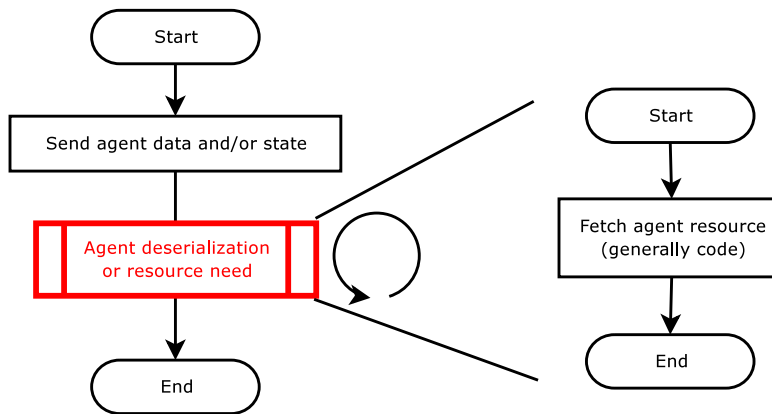 Start
Send agent data and/or state
Agent deserialization
or resource need
End
Start
Fetch agent resource
(generally code)
End